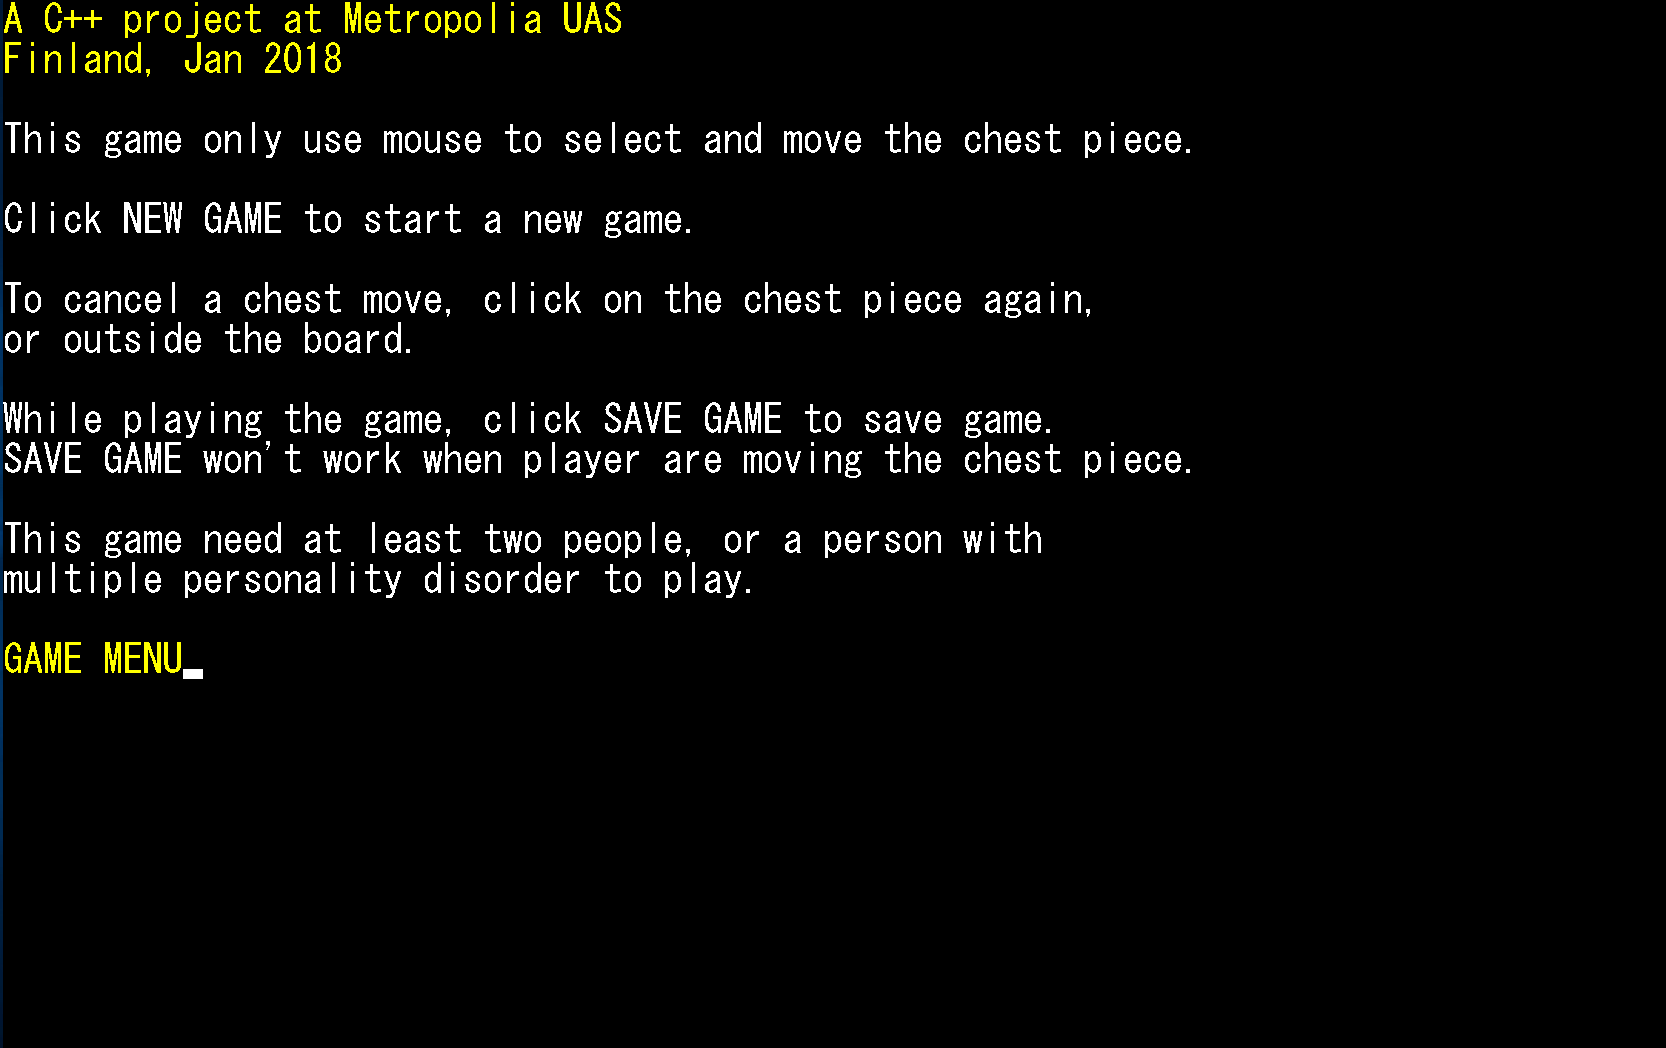 A C++ project at Metropolia UAS
Finland, Jan 2018
This game only use mouse to select and move the chest piece.
Click NEW GAME to start a new game.
To cancel a chest move, click on the chest piece again,
or outside the board.
While playing the game, click SAVE GAME to save game.
SAVE GAME won't work when player are moving the chest piece.
This game need at least two people, or a person with
multiple personality disorder to play.
GAME MENU_